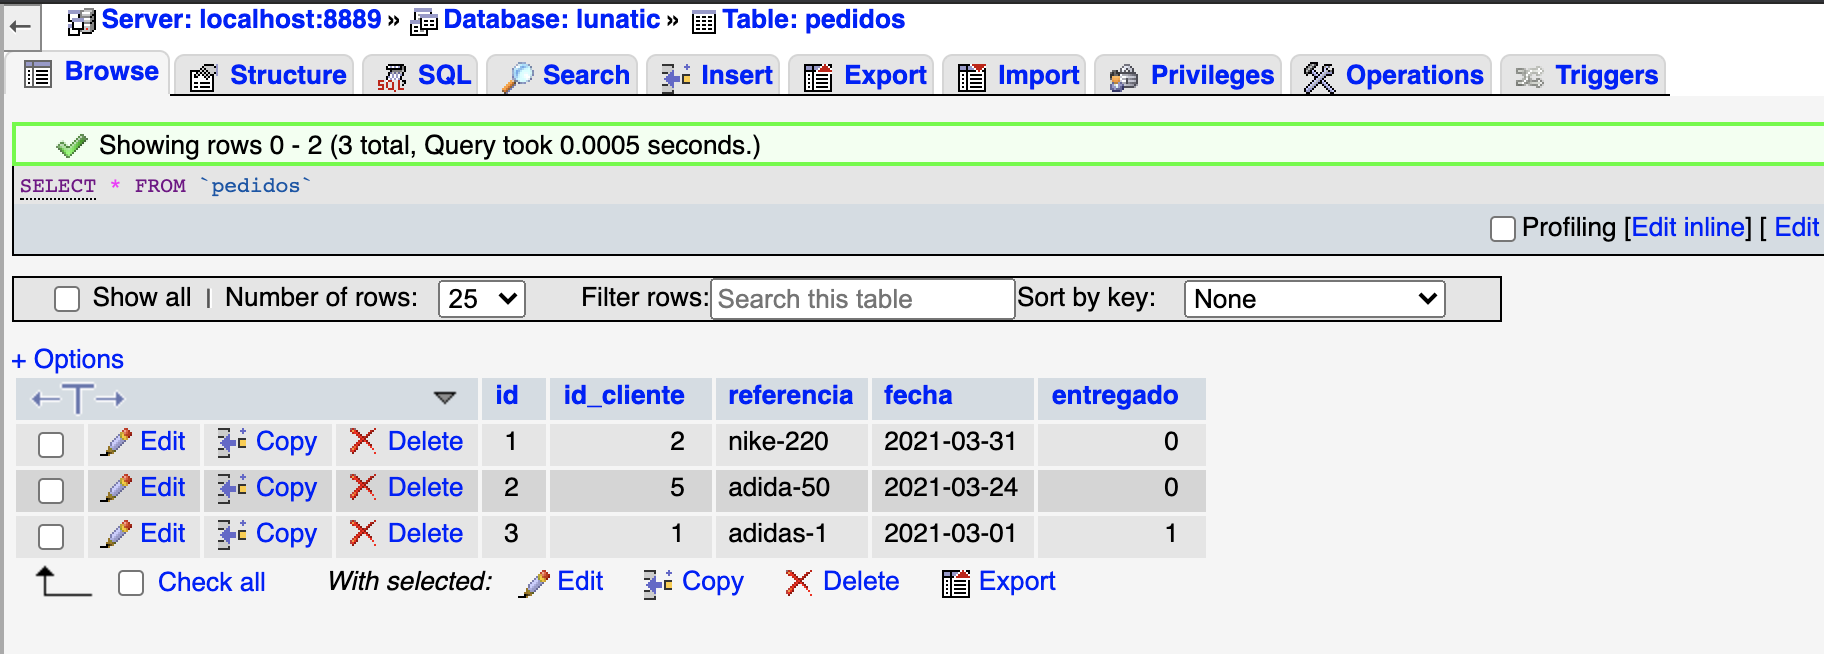 Server: localhost:8889 » Database: lunatic » Table: pedidos
Browse Structure SQL Search Insert Export Import Privileges Operations Triggers
Showing rows 0 - 2 (3 total, Query took 0.0005 seconds.)
SELECT * FROM `pedidos`
Profiling [Edit inline] [ Edit
Show all | Number of rows: 25 Filter rows: Search this table Sort by key: None
+ Options
id id_cliente referencia fecha entregado
Edit Copy Delete 1 2 nike-220 2021-03-31 0
Edit Copy Delete 2 5 adida-50 2021-03-24 0
Edit Copy Delete 3 1 adidas-1 2021-03-01 1
Check all With selected: Edit Copy Delete Export